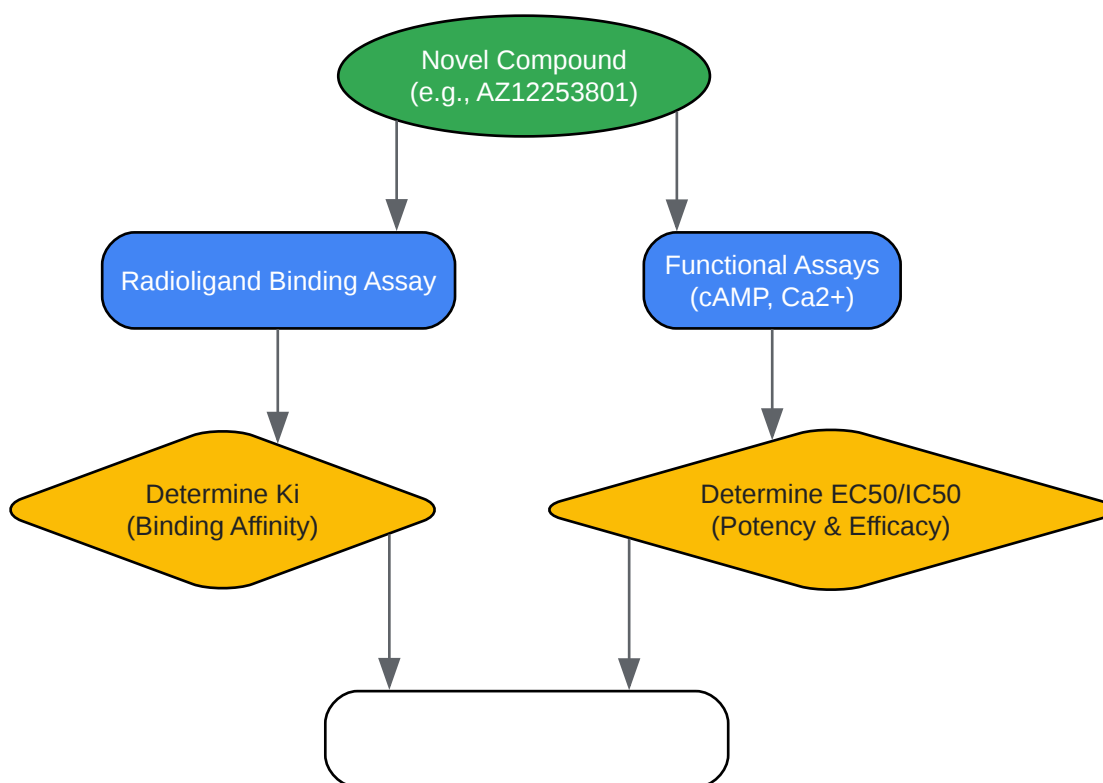 Novel Compound
(e.g., AZ12253801)
Radioligand Binding Assay
Functional Assays
(cAMP, Ca2+)
Determine Ki
(Binding Affinity)
Determine EC50/IC50
(Potency & Efficacy)